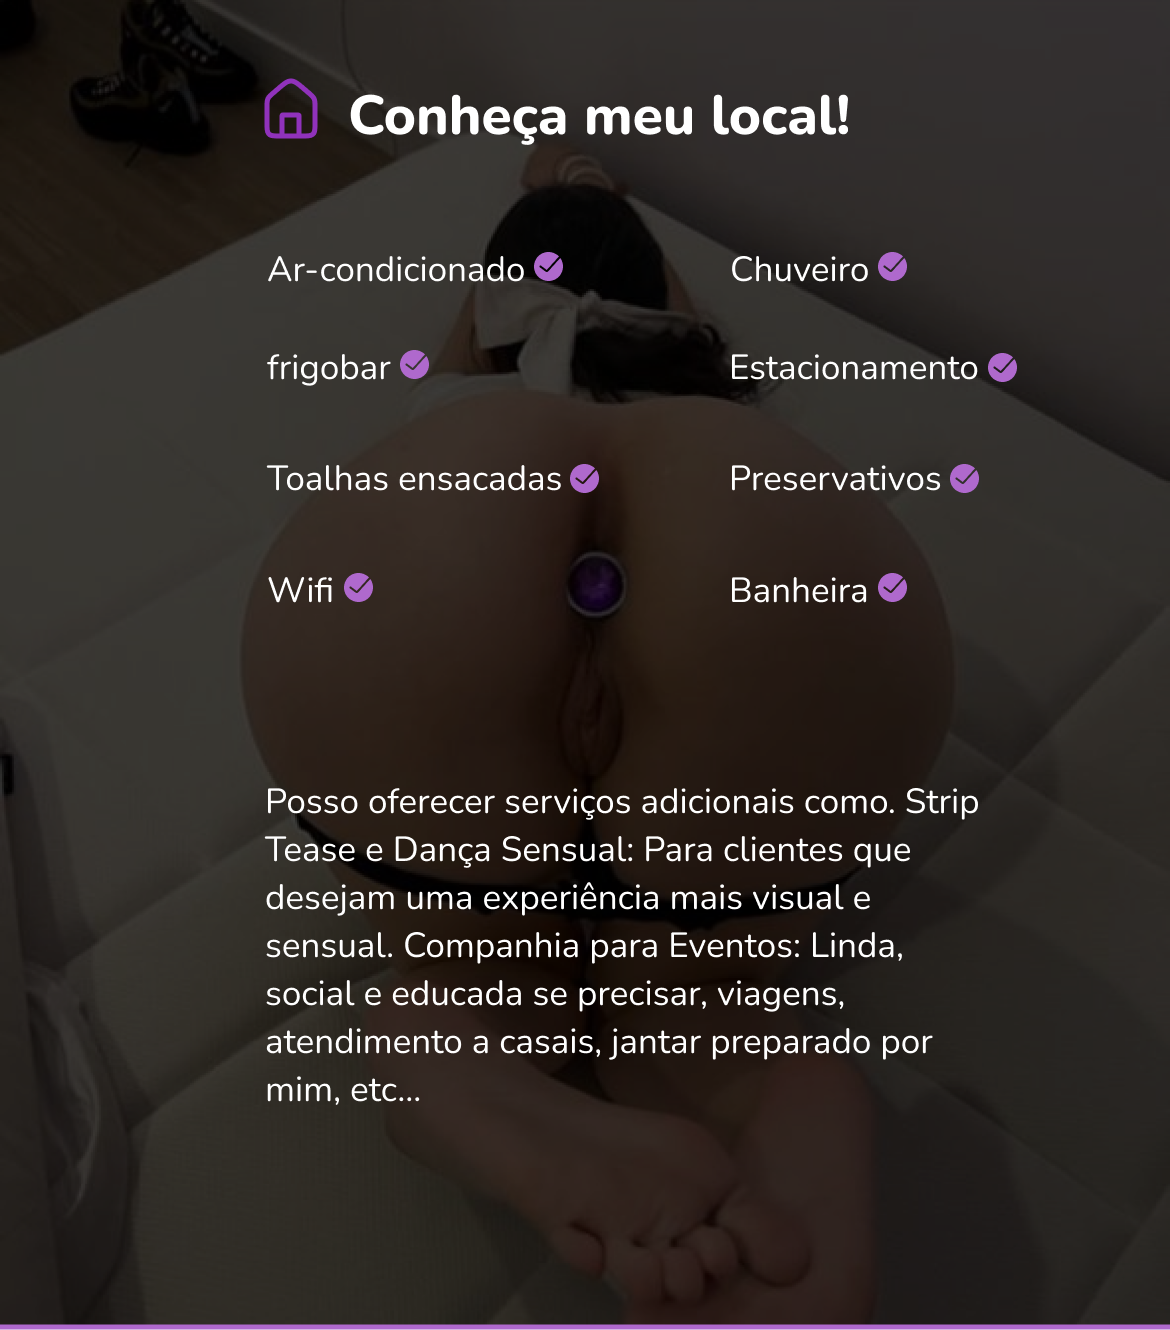 Conheça meu local!
Ar-condicionado
Chuveiro
frigobar
Estacionamento
Toalhas ensacadas
Preservativos
Wifi
Banheira
Posso oferecer serviços adicionais como. Strip
Tease e Dança Sensual: Para clientes que
desejam uma experiência mais visual e
sensual. Companhia para Eventos: Linda,
social e educada se precisar, viagens,
atendimento a casais, jantar preparado por
mim, etc...